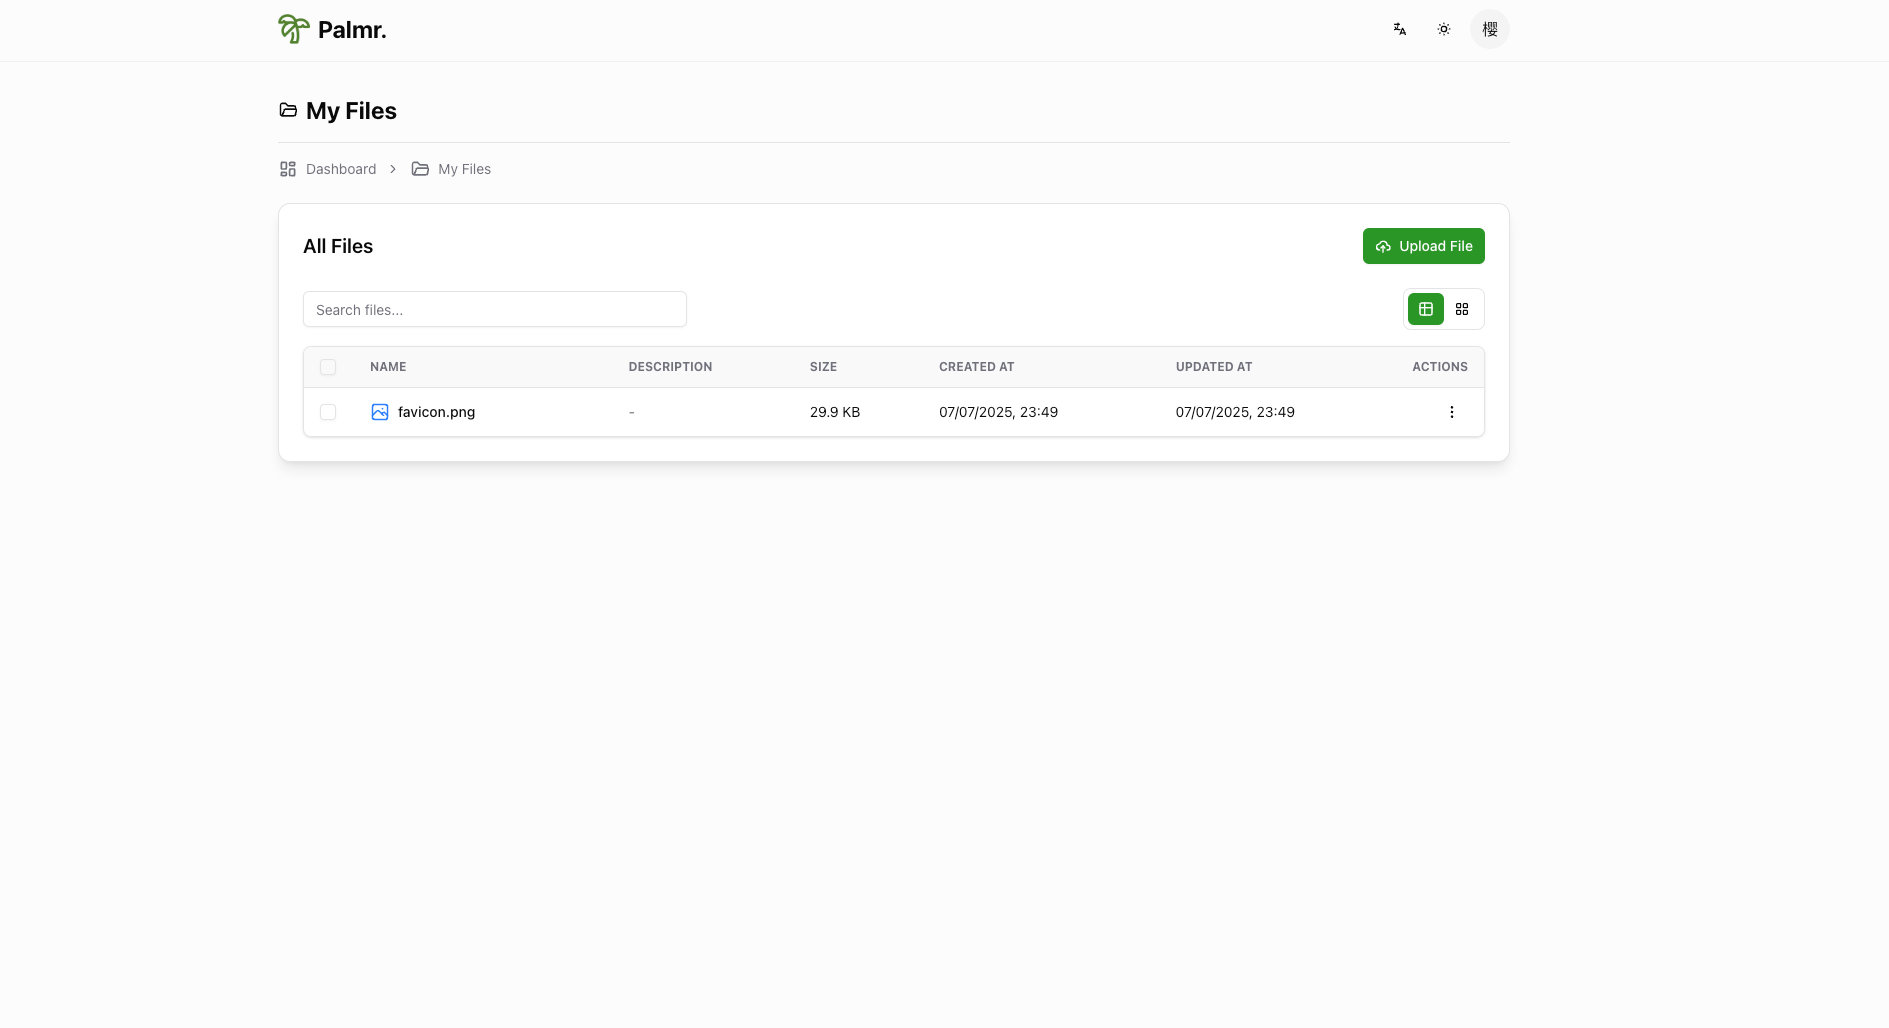 Palmr.
櫻
My Files
Dashboard > My Files
All Files
Upload File
Search files...
NAME DESCRIPTION SIZE CREATED AT UPDATED AT ACTIONS
favicon.png - 29.9 KB 07/07/2025, 23:49 07/07/2025, 23:49